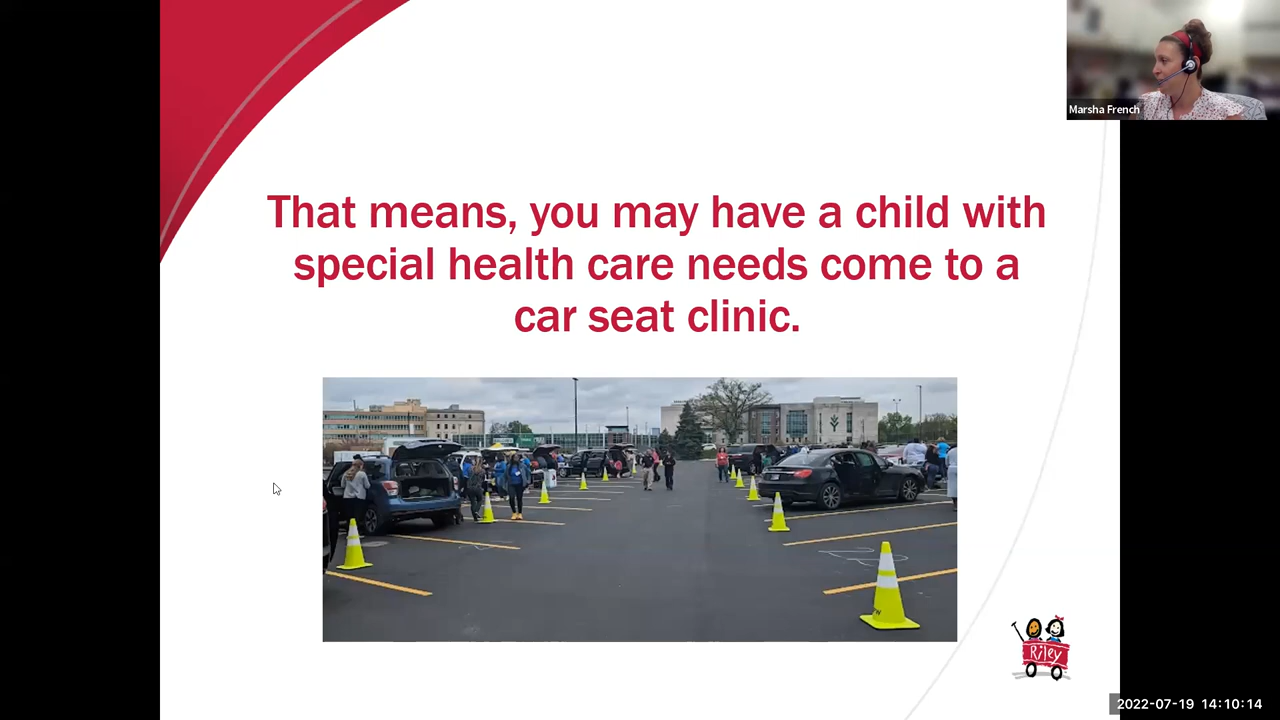 Marsha French
That means, you may have a child with
special health care needs come to a
car seat clinic.
Riley
2022-07-19 14:10:14